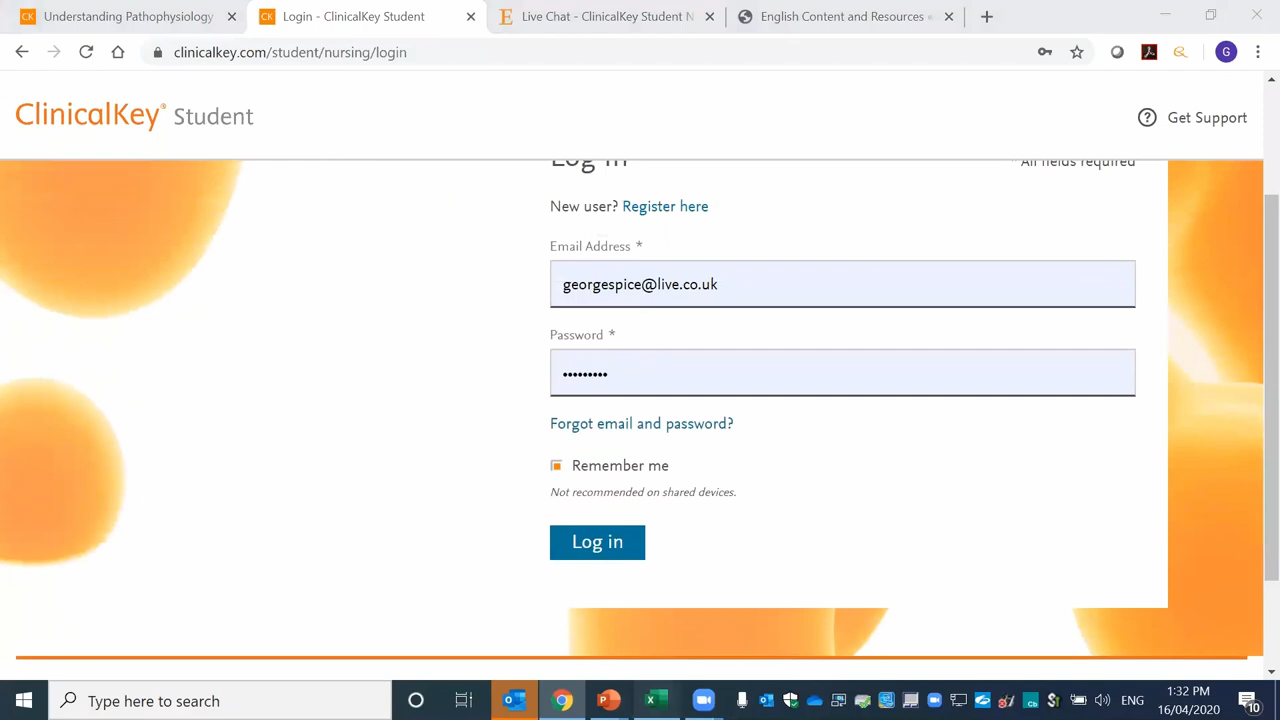 Understanding Pathophysiology
Login - ClinicalKey Student
Live Chat - ClinicalKey Student N
English Content and Resources
clinicalkey.com/student/nursing/login
G
ClinicalKey® Student
Get Support
Log in
* All fields required
New user? Register here
Email Address *
georgespice@live.co.uk
Password *
•••••••••
Forgot email and password?
Remember me
Not recommended on shared devices.
Log in
Type here to search
ENG
1:32 PM
16/04/2020
10